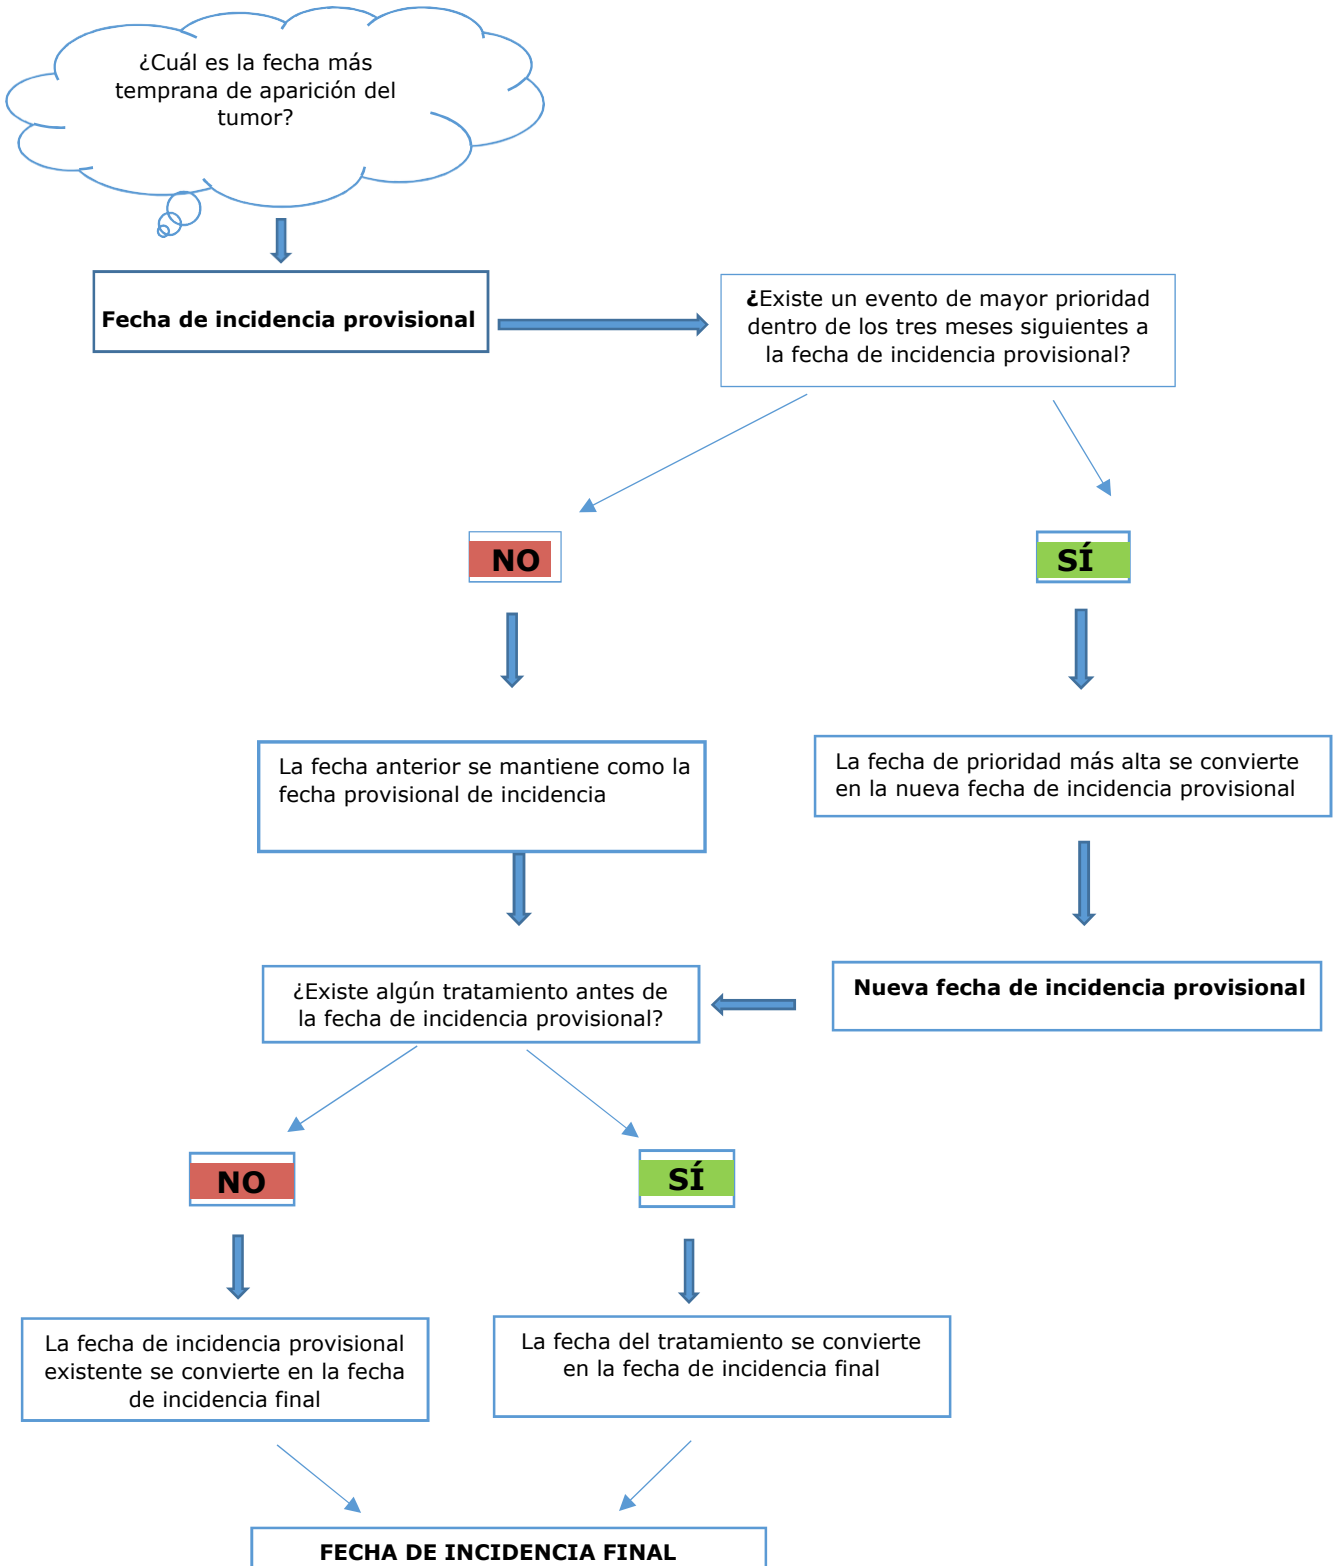 ¿Cuál es la fecha más
temprana de aparición del
tumor?
Fecha de incidencia provisional
¿Existe un evento de mayor prioridad
dentro de los tres meses siguientes a
la fecha de incidencia provisional?
NO
SÍ
La fecha anterior se mantiene como la
fecha provisional de incidencia
La fecha de prioridad más alta se convierte
en la nueva fecha de incidencia provisional
¿Existe algún tratamiento antes de
la fecha de incidencia provisional?
Nueva fecha de incidencia provisional
NO
SÍ
La fecha de incidencia provisional
existente se convierte en la fecha
de incidencia final
La fecha del tratamiento se convierte
en la fecha de incidencia final
FECHA DE INCIDENCIA FINAL